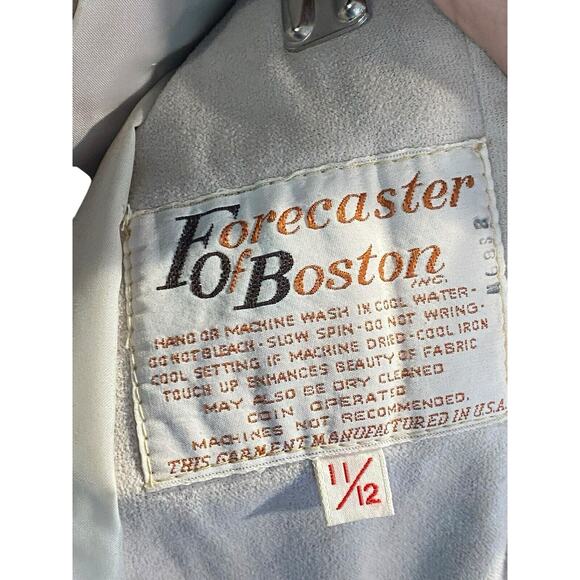 Forecaster
Of Boston
INC.
HAND OR MACHINE WASH IN COOL WATER-
DO NOT BLEACH - SLOW SPIN - DO NOT WRING.
COOL SETTING IF MACHINE DRIED - COOL IRON
TOUCH UP ENHANCES BEAUTY OF FABRIC
MAY ALSO BE DRY CLEANED
COIN OPERATED
MACHINES NOT RECOMMENDED.
THIS GARMENT MANUFACTURED IN U.S.A.
11/12